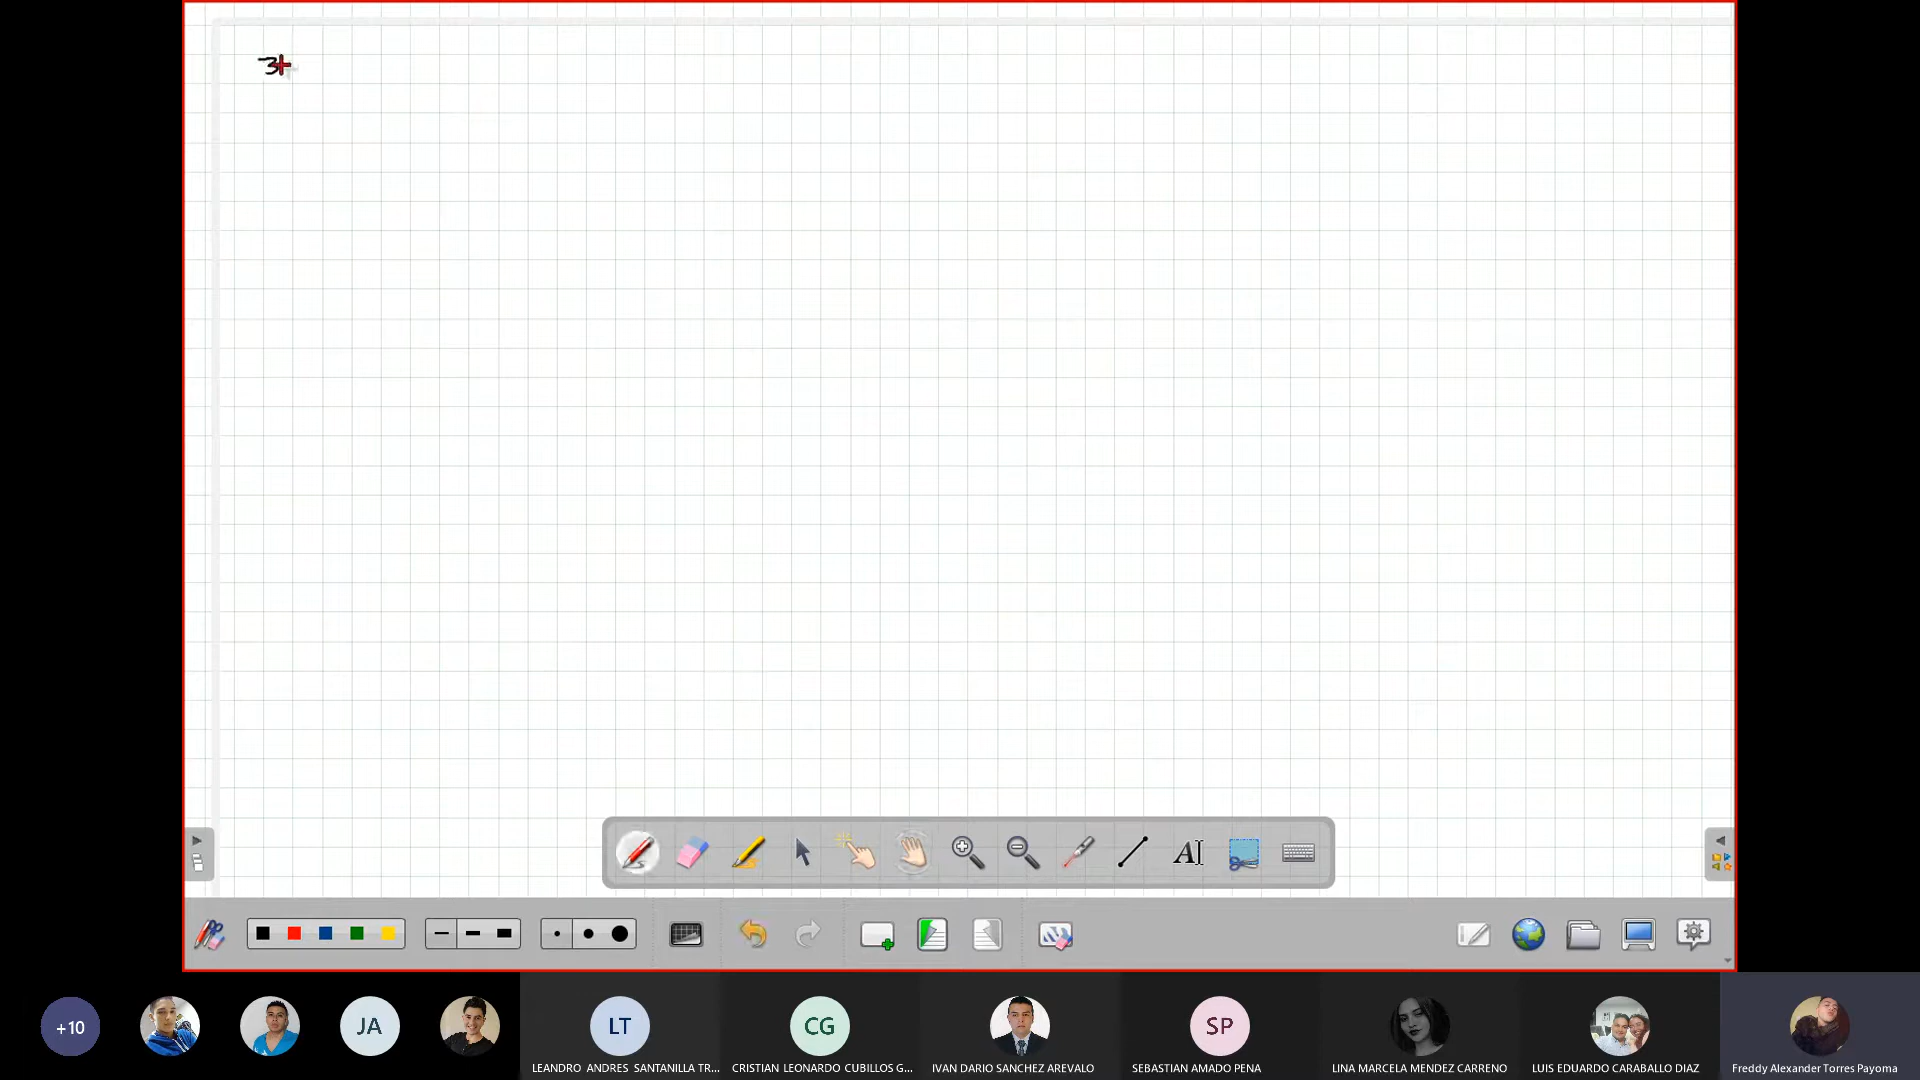 3
+10
JA
LT
CG
SP
LEANDRO ANDRES SANTANILLA TR...
CRISTIAN LEONARDO CUBILLOS G...
IVAN DARIO SANCHEZ AREVALO
SEBASTIAN AMADO PENA
LINA MARCELA MENDEZ CARRENO
LUIS EDUARDO CARABALLO DIAZ
Freddy Alexander Torres Payoma